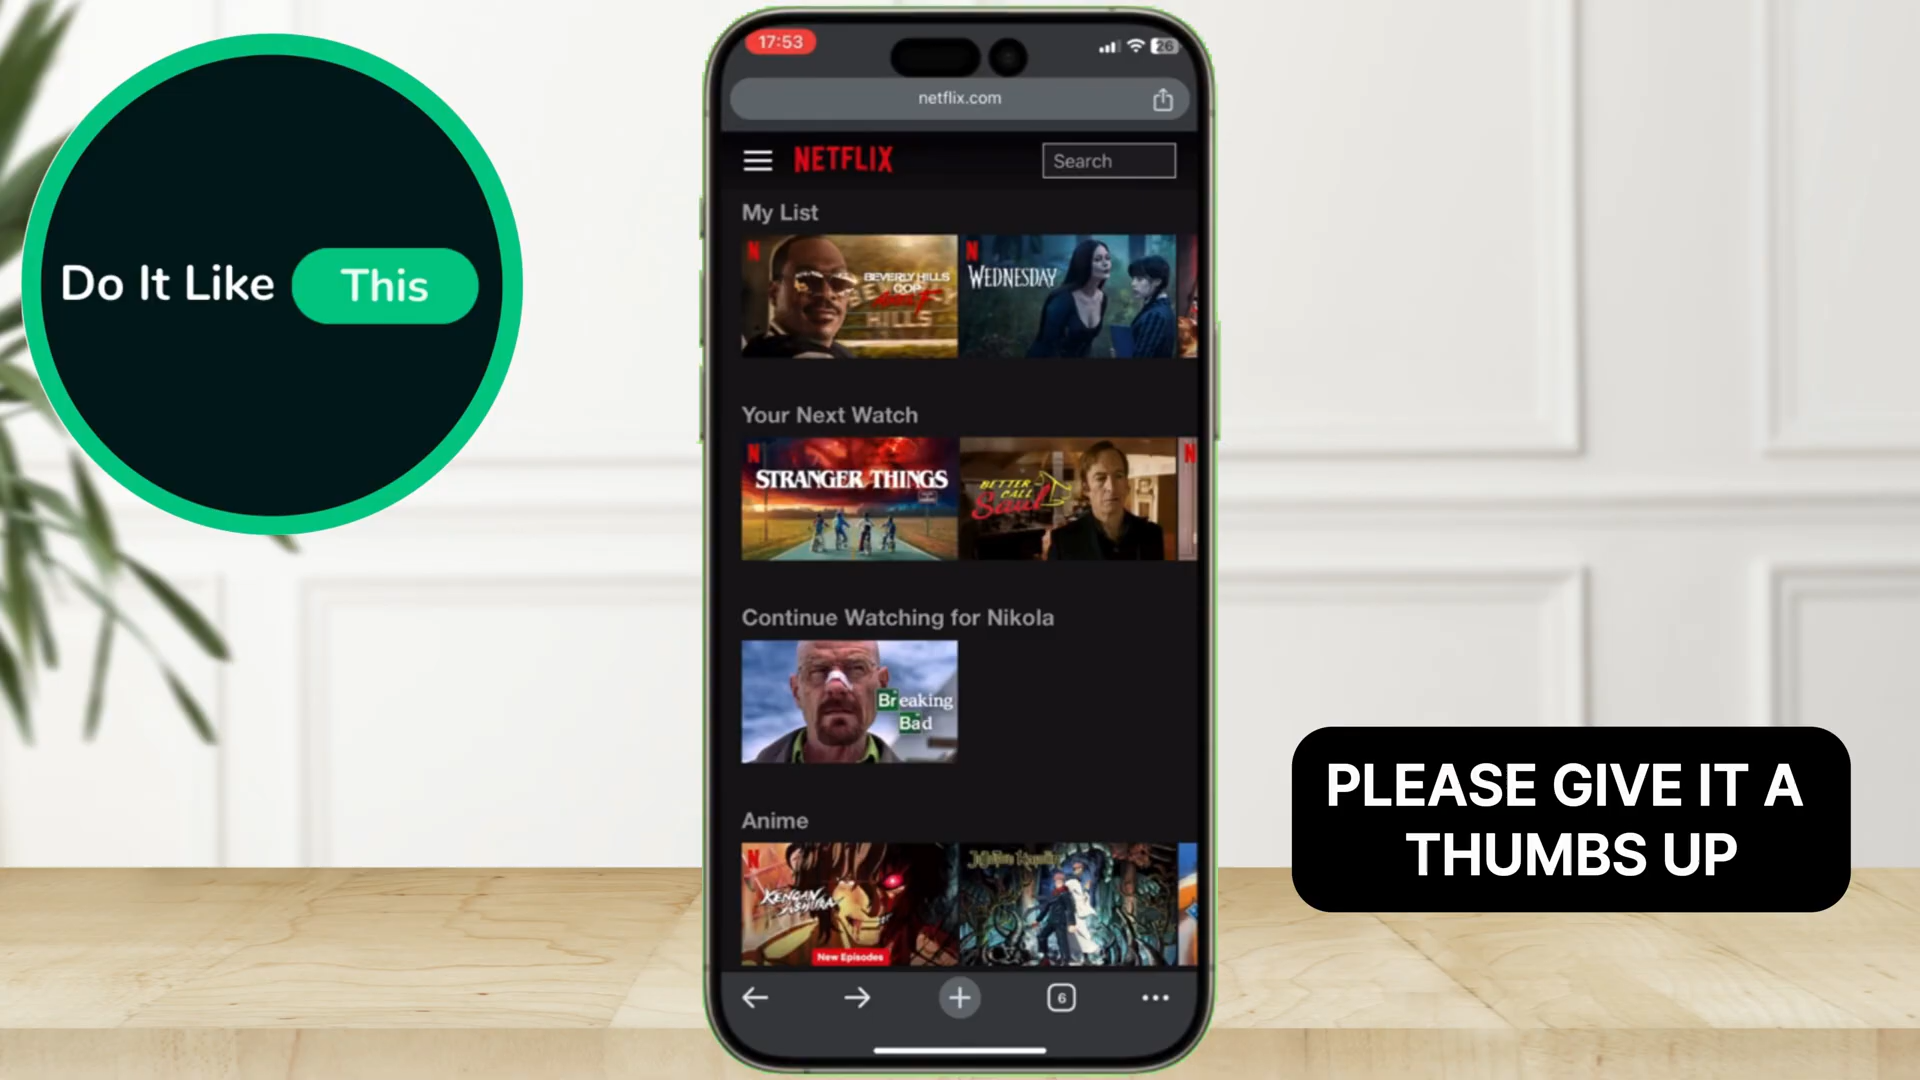 Do It Like This
17:53
26
netflix.com
NETFLIX
Search
My List
BEVERLY HILLS
COP
HILLS
WEDNESDAY
Your Next Watch
STRANGER THINGS
BETTER
CALL
Saul
Continue Watching for Nikola
Breaking
Bad
Anime
KENGAN
ASHURA
New Episodes
6
PLEASE GIVE IT A
THUMBS UP